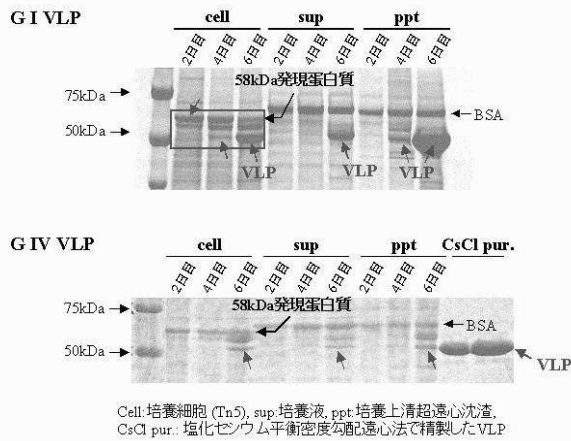 G I VLP
cell sup ppt
2日目 4日目 6日目 2日目 4日目 6日目 2日目 4日目 6日目
58kDa発現蛋白質
75kDa
BSA
50kDa
VLP VLP VLP
G IV VLP
cell sup ppt CsCl pur.
2日目 4日目 6日目 2日目 4日目 6日目 2日目 4日目 6日目
58kDa発現蛋白質
75kDa
BSA
50kDa
VLP
Cell:培養細胞 (Tn5), sup:培養液, ppt:培養上清超遠心沈渣,
CsCl pur.: 塩化セシウム平衡密度勾配遠心法で精製したVLP